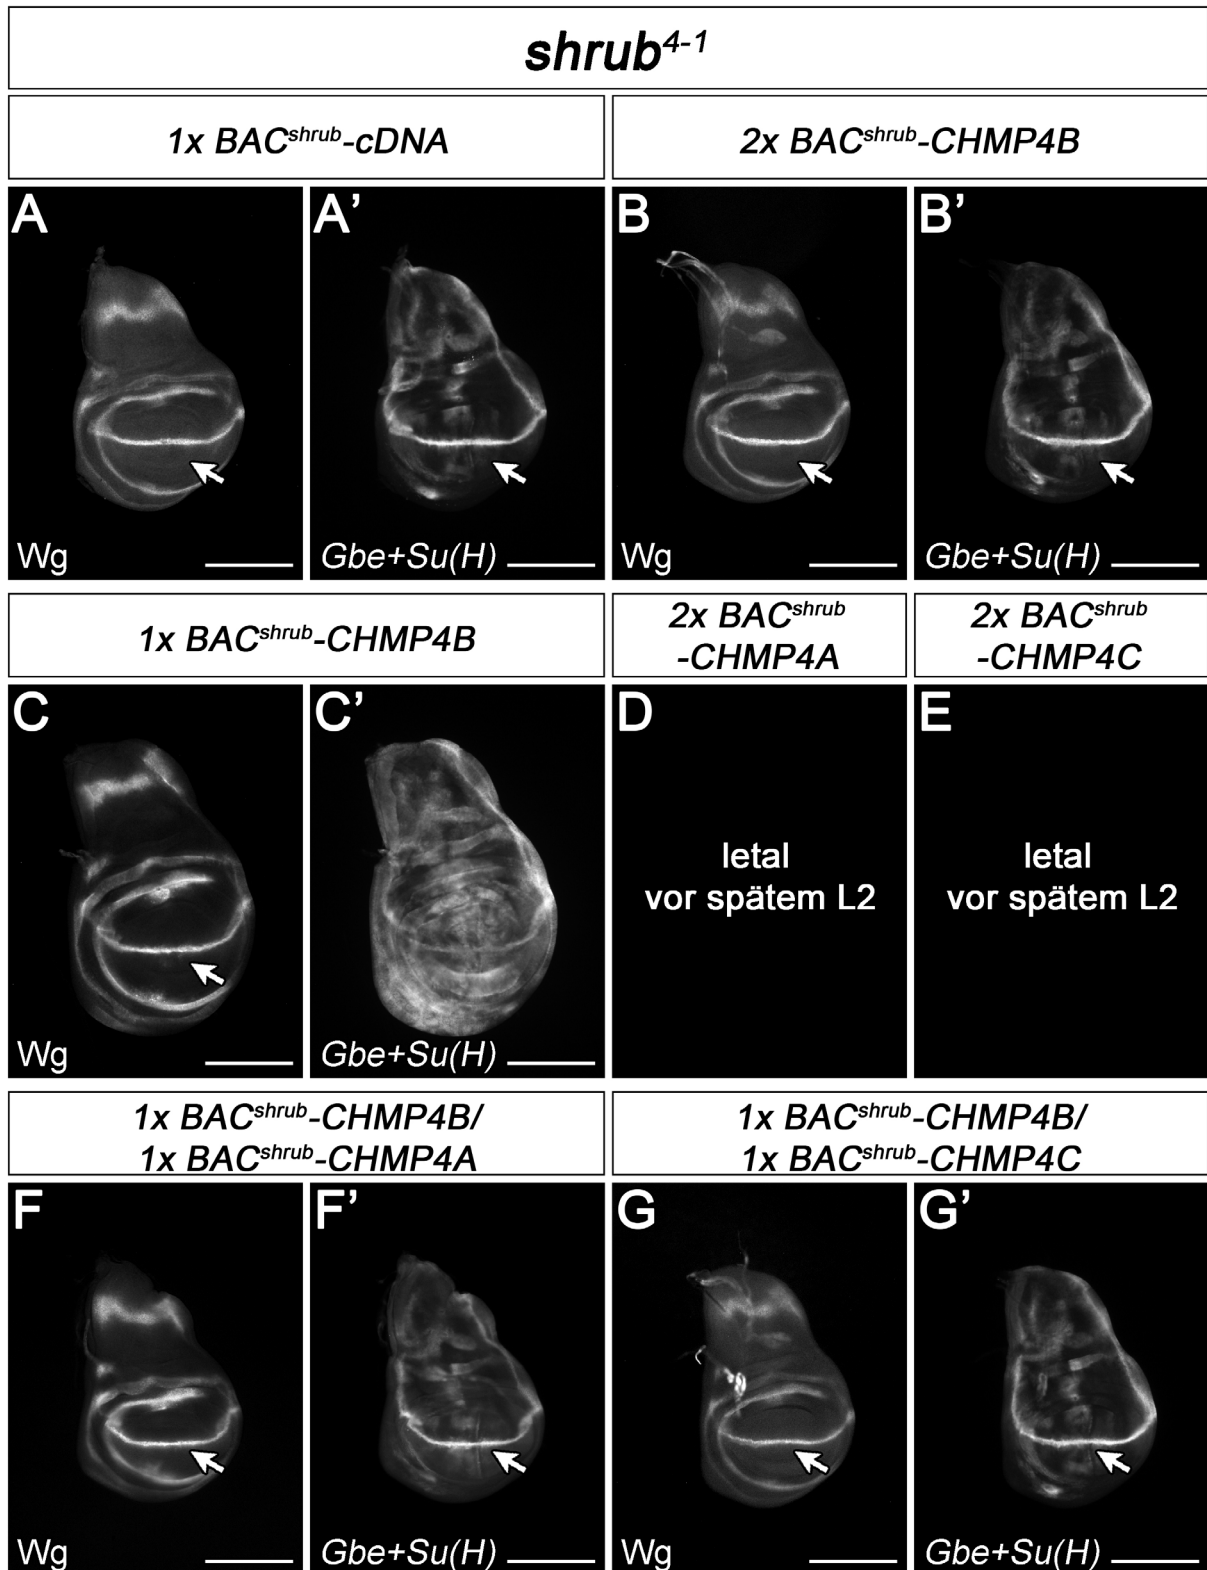 shrub4-1
1x BACshrub-cDNA
2x BACshrub-CHMP4B
A
A’
B
B’
Wg
Gbe+Su(H)
Wg
Gbe+Su(H)
1x BACshrub-CHMP4B
2x BACshrub
-CHMP4A
2x BACshrub
-CHMP4C
C
C’
D
E
letal
vor spätem L2
letal
vor spätem L2
Wg
Gbe+Su(H)
1x BACshrub-CHMP4B/
1x BACshrub-CHMP4A
1x BACshrub-CHMP4B/
1x BACshrub-CHMP4C
F
F’
G
G’
Wg
Gbe+Su(H)
Wg
Gbe+Su(H)